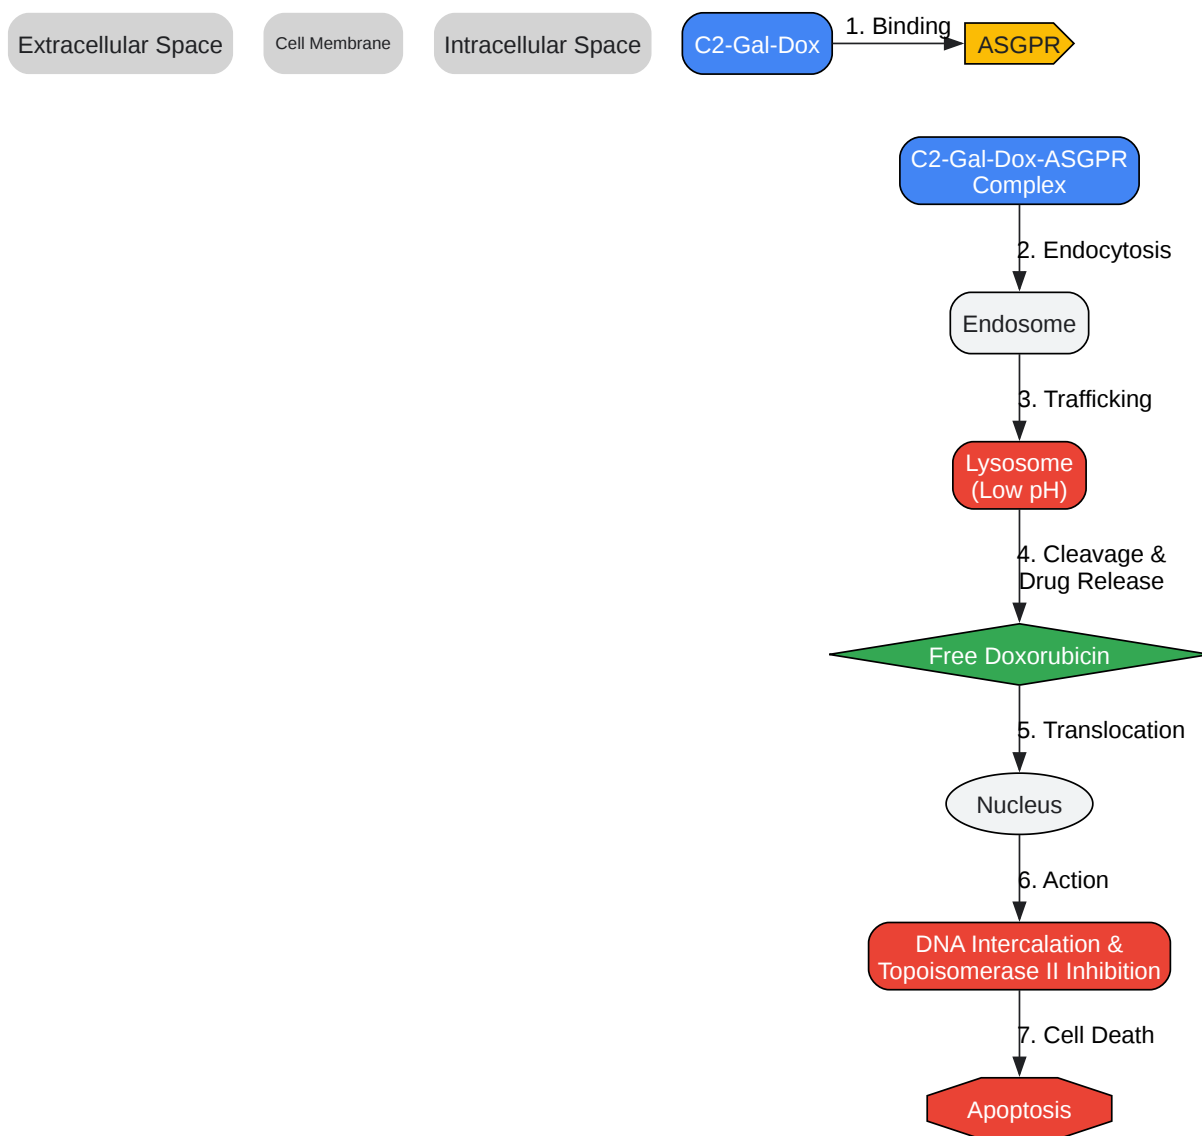 Extracellular Space
Cell Membrane
Intracellular Space
C2-Gal-Dox
1. Binding
ASGPR
C2-Gal-Dox-ASGPR
Complex
2. Endocytosis
Endosome
3. Trafficking
Lysosome
(Low pH)
4. Cleavage &
Drug Release
Free Doxorubicin
5. Translocation
Nucleus
6. Action
DNA Intercalation &
Topoisomerase II Inhibition
7. Cell Death
Apoptosis